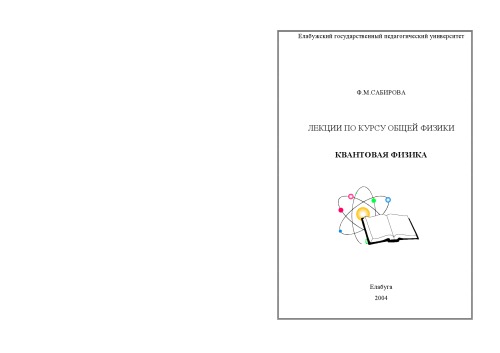 Елабужский государственный педагогический университет
Ф.М.САБИРОВА
ЛЕКЦИИ ПО КУРСУ ОБЩЕЙ ФИЗИКИ
КВАНТОВАЯ ФИЗИКА
Елабуга
2004